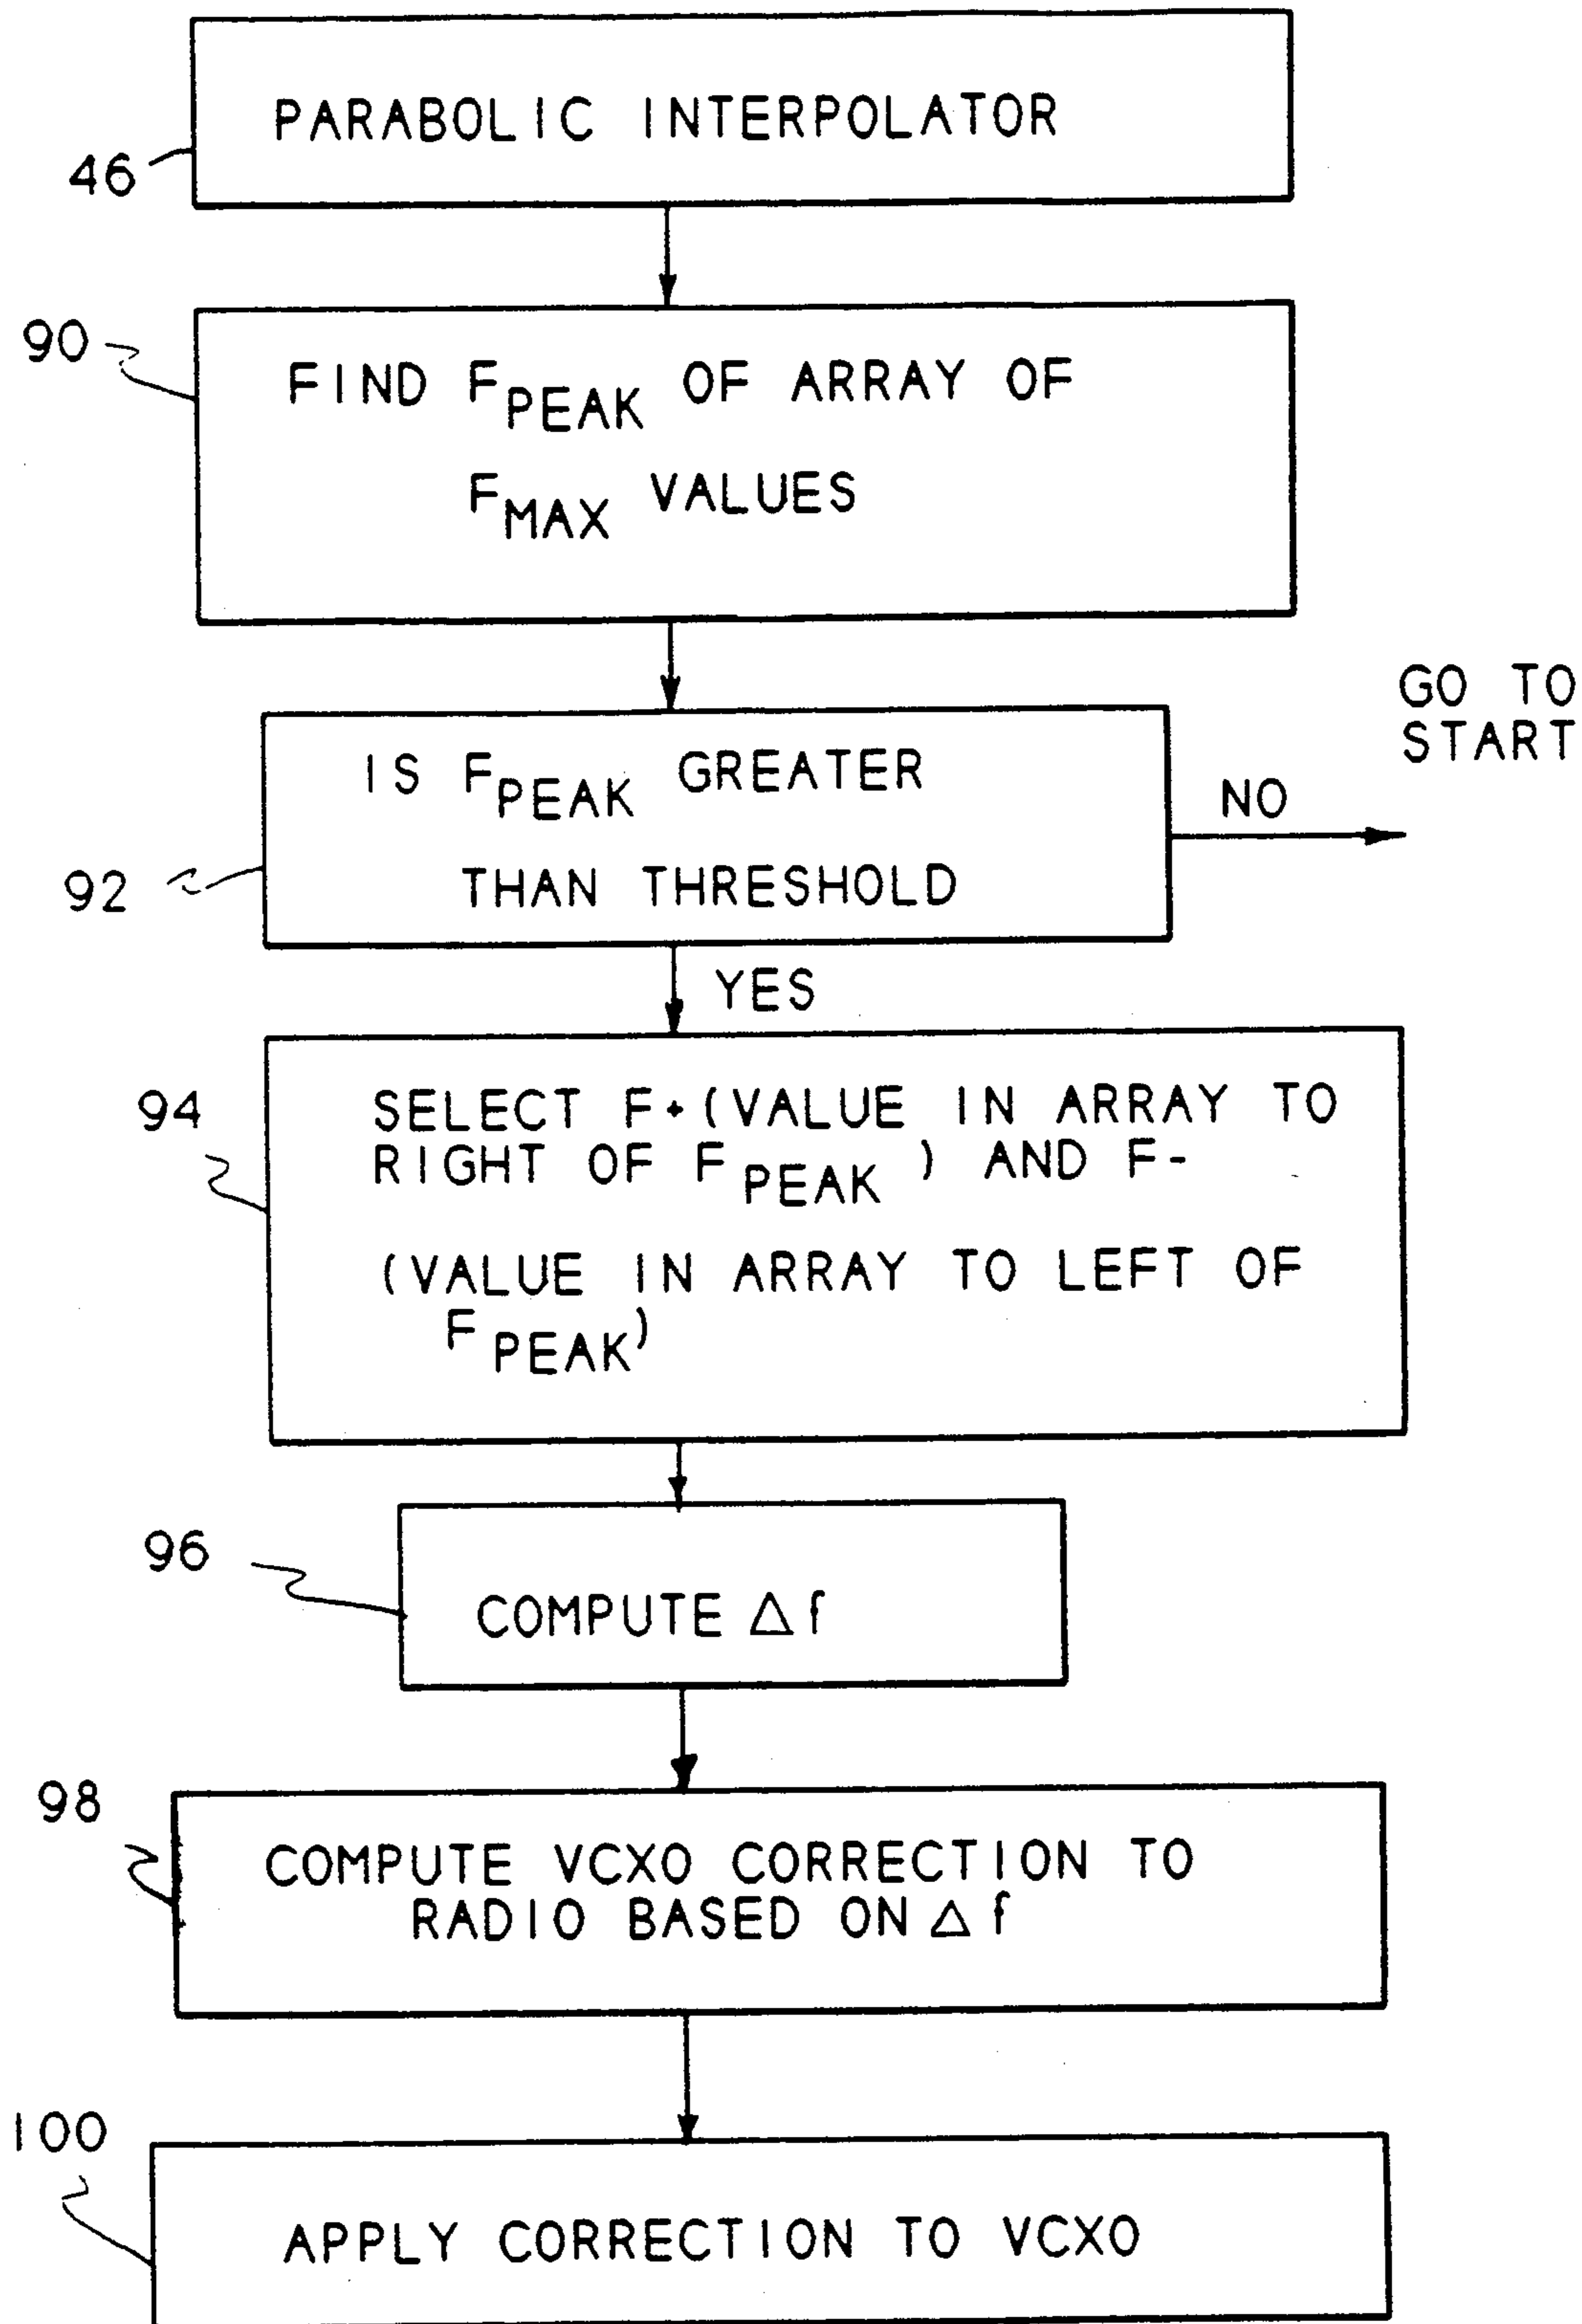 PARABOLIC INTERPOLATOR
46
90
FIND FPEAK OF ARRAY OF
FMAX VALUES
GO TO
START
IS FPEAK GREATER
NO
THAN THRESHOLD
92
YES
94
SELECT F+(VALUE IN ARRAY TO
RIGHT OF FPEAK) AND F-
(VALUE IN ARRAY TO LEFT OF
FPEAK)
96
COMPUTE Δf
98
COMPUTE VCXO CORRECTION TO
RADIO BASED ON Δf
100
APPLY CORRECTION TO VCXO